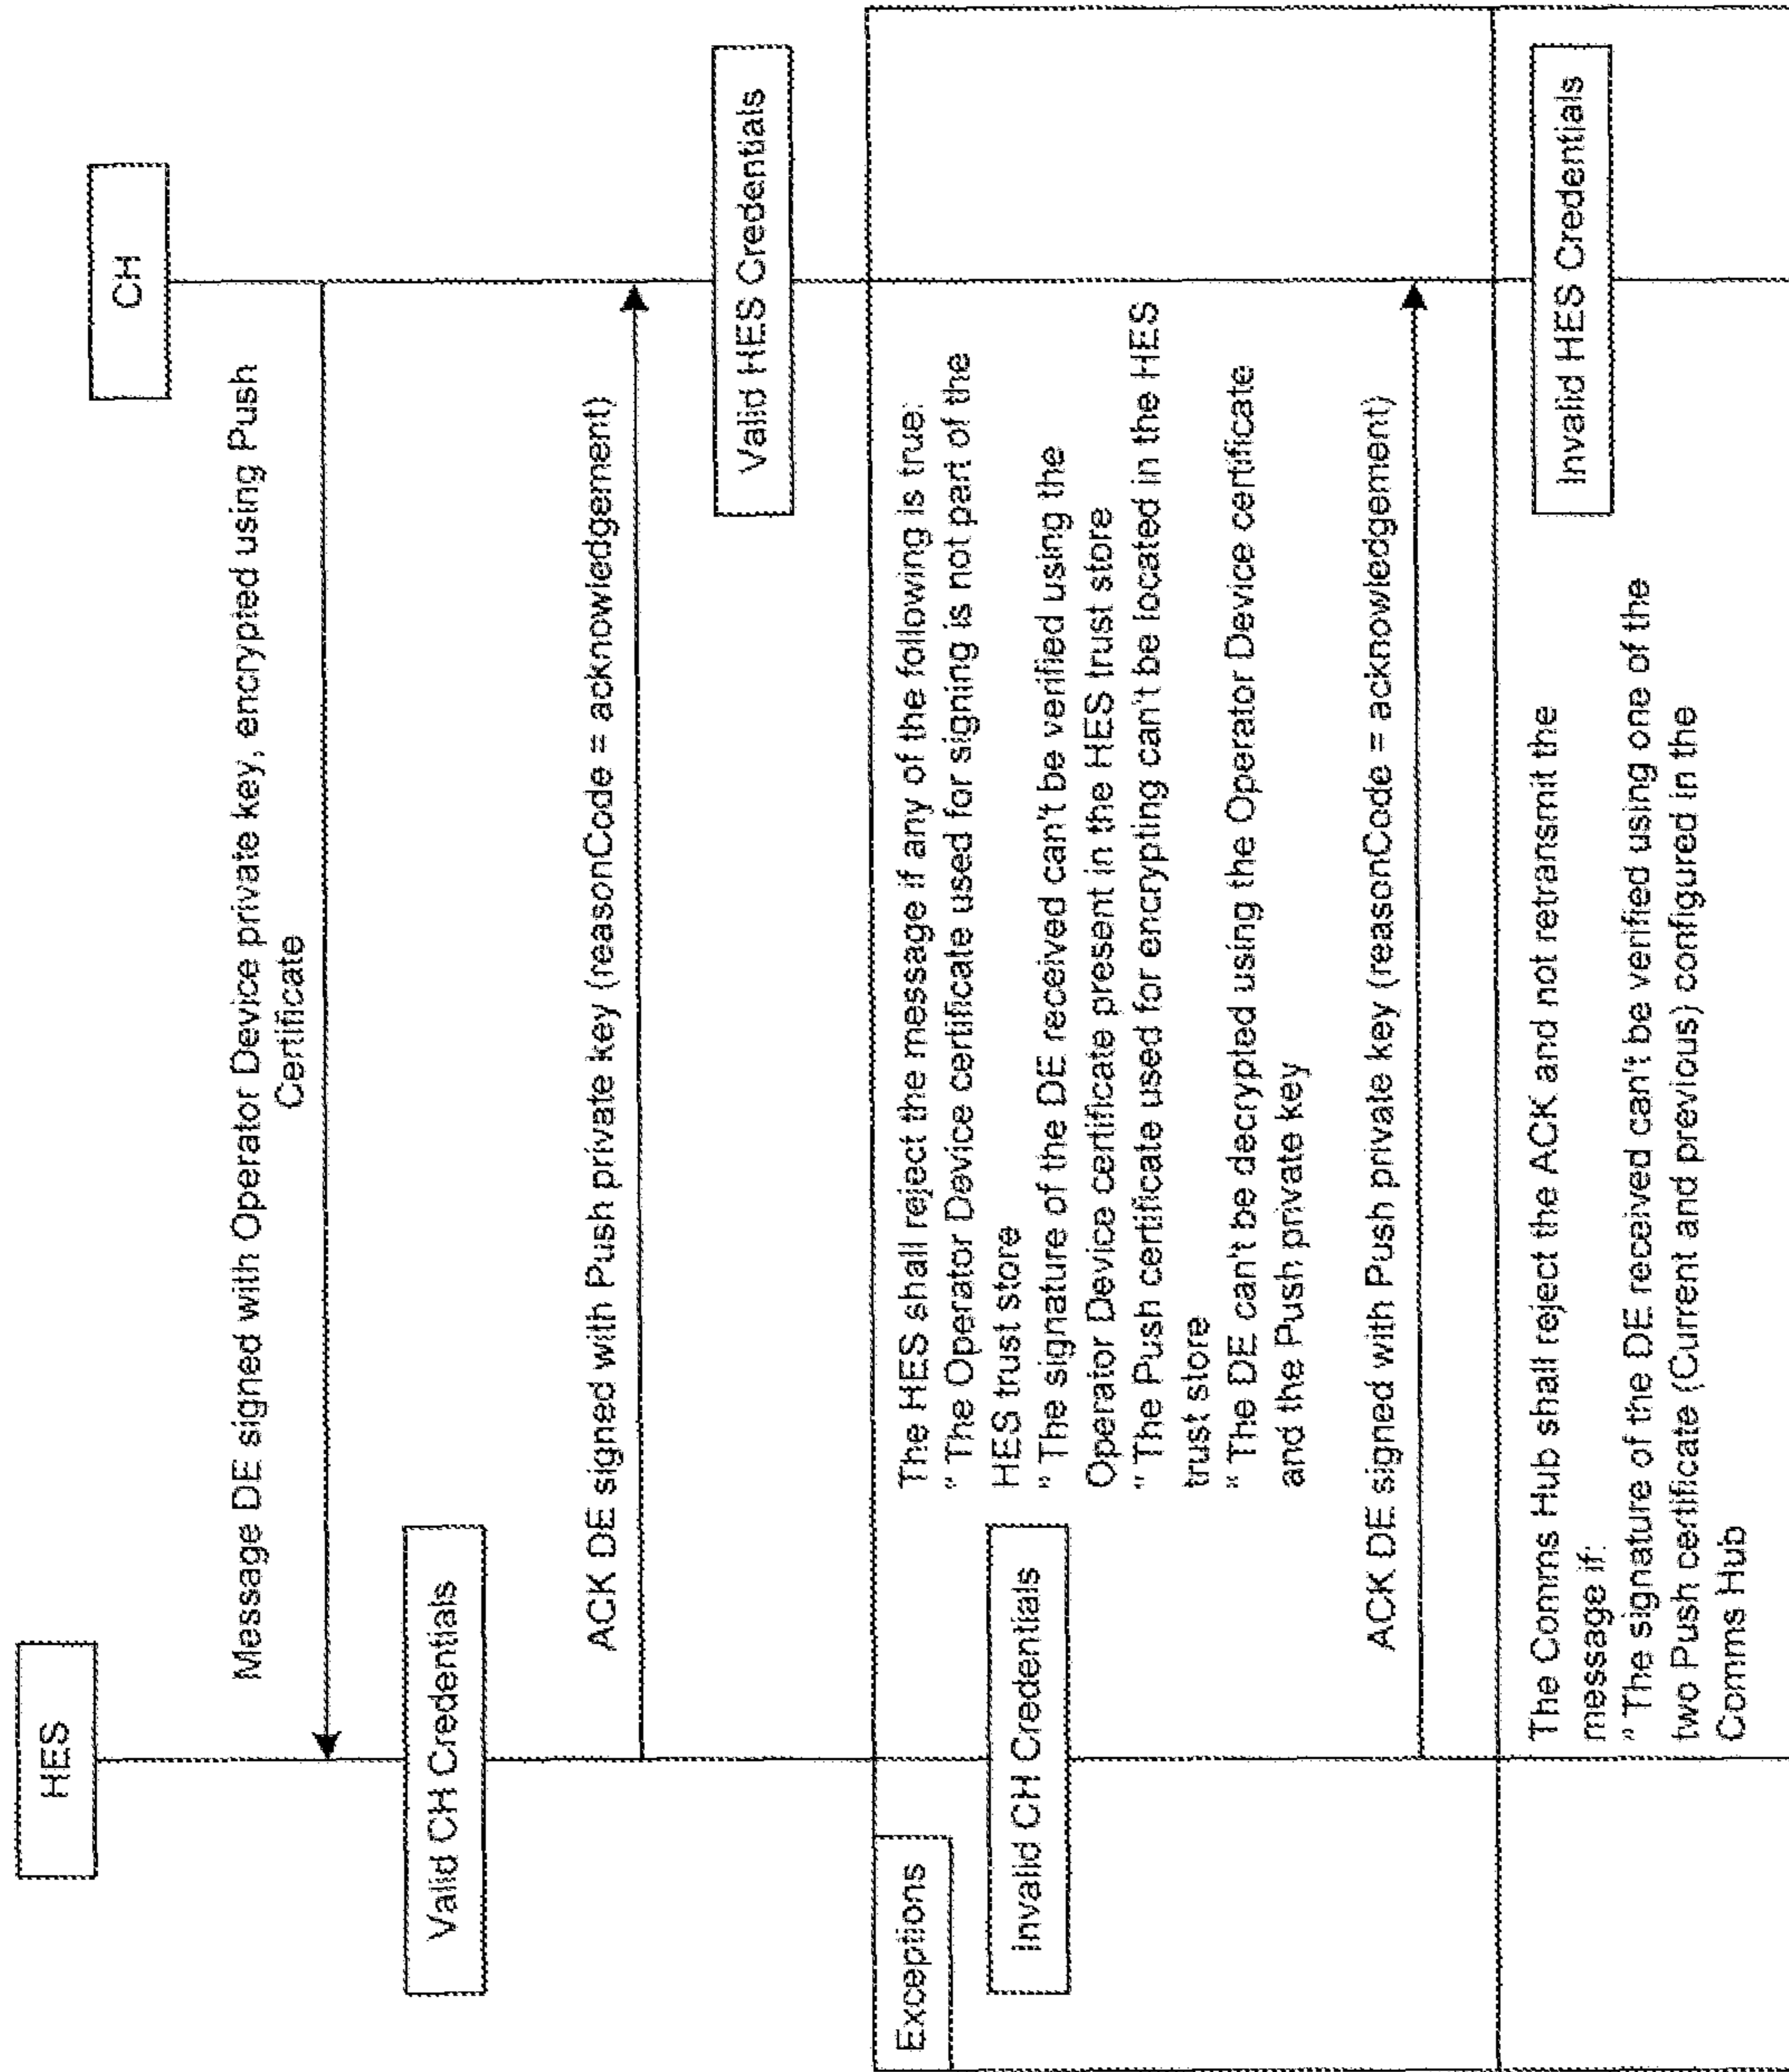 HES
CH
Message DE signed with Operator Device private key, encrypted using Push
Certificate
Valid CH Credentials
ACK DE signed with Push private key (reasonCode = acknowledgement)
Valid HES Credentials
Exceptions
The HES shall reject the message if any of the following is true:
" The Operator Device certificate used for signing is not part of the
HES trust store
" The signature of the DE received can't be verified using the
Operator Device certificate present in the HES trust store
" The Push certificate used for encrypting can't be located in the HES
trust store
" The DE can't be decrypted using the Operator Device certificate
and the Push private key
Invalid CH Credentials
ACK DE signed with Push private key (reasonCode = acknowledgement)
Invalid HES Credentials
The Comms Hub shall reject the ACK and not retransmit the
message if:
" The signature of the DE received can't be verified using one of the
two Push certificate (Current and previous) configured in the
Comms Hub